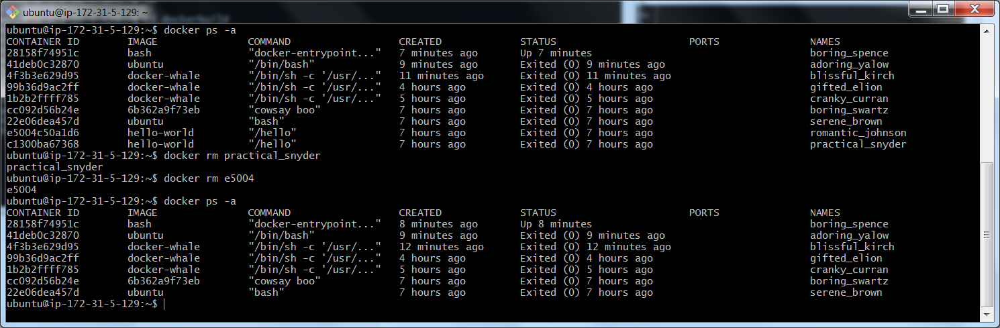 ubuntu@ip-172-31-5-129: ~
ubuntu@ip-172-31-5-129:~$ docker ps -a
CONTAINER ID        IMAGE               COMMAND                  CREATED             STATUS                      PORTS               NAMES
28158f74951c        bash                "docker-entrypoint..."   7 minutes ago       Up 7 minutes                                    boring_spence
41deb0c32870        ubuntu              "/bin/bash"              9 minutes ago       Exited (0) 9 minutes ago                        adoring_yalow
4f3b3e629d95        docker-whale        "/bin/sh -c '/usr/..."   11 minutes ago      Exited (0) 11 minutes ago                       blissful_kirch
99b36d9ac2ff        docker-whale        "/bin/sh -c '/usr/..."   4 hours ago         Exited (0) 4 hours ago                          gifted_elion
1b2b2ffff785        docker-whale        "/bin/sh -c '/usr/..."   5 hours ago         Exited (0) 5 hours ago                          cranky_curran
cc092d56b24e        6b362a9f73eb        "cowsay boo"             7 hours ago         Exited (0) 7 hours ago                          boring_swartz
22e06dea457d        ubuntu              "bash"                   7 hours ago         Exited (0) 7 hours ago                          serene_brown
e5004c50a1d6        hello-world         "/hello"                 7 hours ago         Exited (0) 7 hours ago                          romantic_johnson
c1300ba67368        hello-world         "/hello"                 7 hours ago         Exited (0) 7 hours ago                          practical_snyder
ubuntu@ip-172-31-5-129:~$ docker rm practical_snyder
practical_snyder
ubuntu@ip-172-31-5-129:~$ docker rm e5004
e5004
ubuntu@ip-172-31-5-129:~$ docker ps -a
CONTAINER ID        IMAGE               COMMAND                  CREATED             STATUS                      PORTS               NAMES
28158f74951c        bash                "docker-entrypoint..."   8 minutes ago       Up 8 minutes                                    boring_spence
41deb0c32870        ubuntu              "/bin/bash"              9 minutes ago       Exited (0) 9 minutes ago                        adoring_yalow
4f3b3e629d95        docker-whale        "/bin/sh -c '/usr/..."   12 minutes ago      Exited (0) 12 minutes ago                       blissful_kirch
99b36d9ac2ff        docker-whale        "/bin/sh -c '/usr/..."   4 hours ago         Exited (0) 4 hours ago                          gifted_elion
1b2b2ffff785        docker-whale        "/bin/sh -c '/usr/..."   5 hours ago         Exited (0) 5 hours ago                          cranky_curran
cc092d56b24e        6b362a9f73eb        "cowsay boo"             7 hours ago         Exited (0) 7 hours ago                          boring_swartz
22e06dea457d        ubuntu              "bash"                   7 hours ago         Exited (0) 7 hours ago                          serene_brown
ubuntu@ip-172-31-5-129:~$